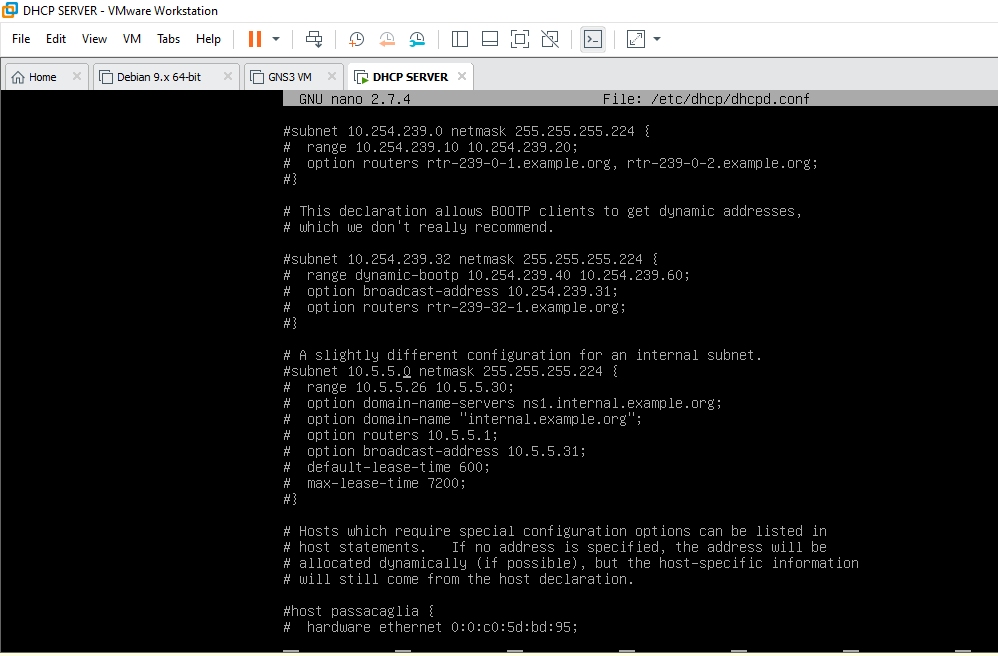 DHCP SERVER - VMware Workstation
File Edit View VM Tabs Help
Home Debian 9.x 64-bit GNS3 VM DHCP SERVER
GNU nano 2.7.4 File: /etc/dhcp/dhcpd.conf
#subnet 10.254.239.0 netmask 255.255.255.224 {
#  range 10.254.239.10 10.254.239.20;
#  option routers rtr-239-0-1.example.org, rtr-239-0-2.example.org;
#}
# This declaration allows BOOTP clients to get dynamic addresses,
# which we don't really recommend.
#subnet 10.254.239.32 netmask 255.255.255.224 {
#  range dynamic-bootp 10.254.239.40 10.254.239.60;
#  option broadcast-address 10.254.239.31;
#  option routers rtr-239-32-1.example.org;
#}
# A slightly different configuration for an internal subnet.
#subnet 10.5.5.0 netmask 255.255.255.224 {
#  range 10.5.5.26 10.5.5.30;
#  option domain-name-servers ns1.internal.example.org;
#  option domain-name "internal.example.org";
#  option routers 10.5.5.1;
#  option broadcast-address 10.5.5.31;
#  default-lease-time 600;
#  max-lease-time 7200;
#}
# Hosts which require special configuration options can be listed in
# host statements.   If no address is specified, the address will be
# allocated dynamically (if possible), but the host-specific information
# will still come from the host declaration.
#host passacaglia {
#  hardware ethernet 0:0:c0:5d:bd:95;